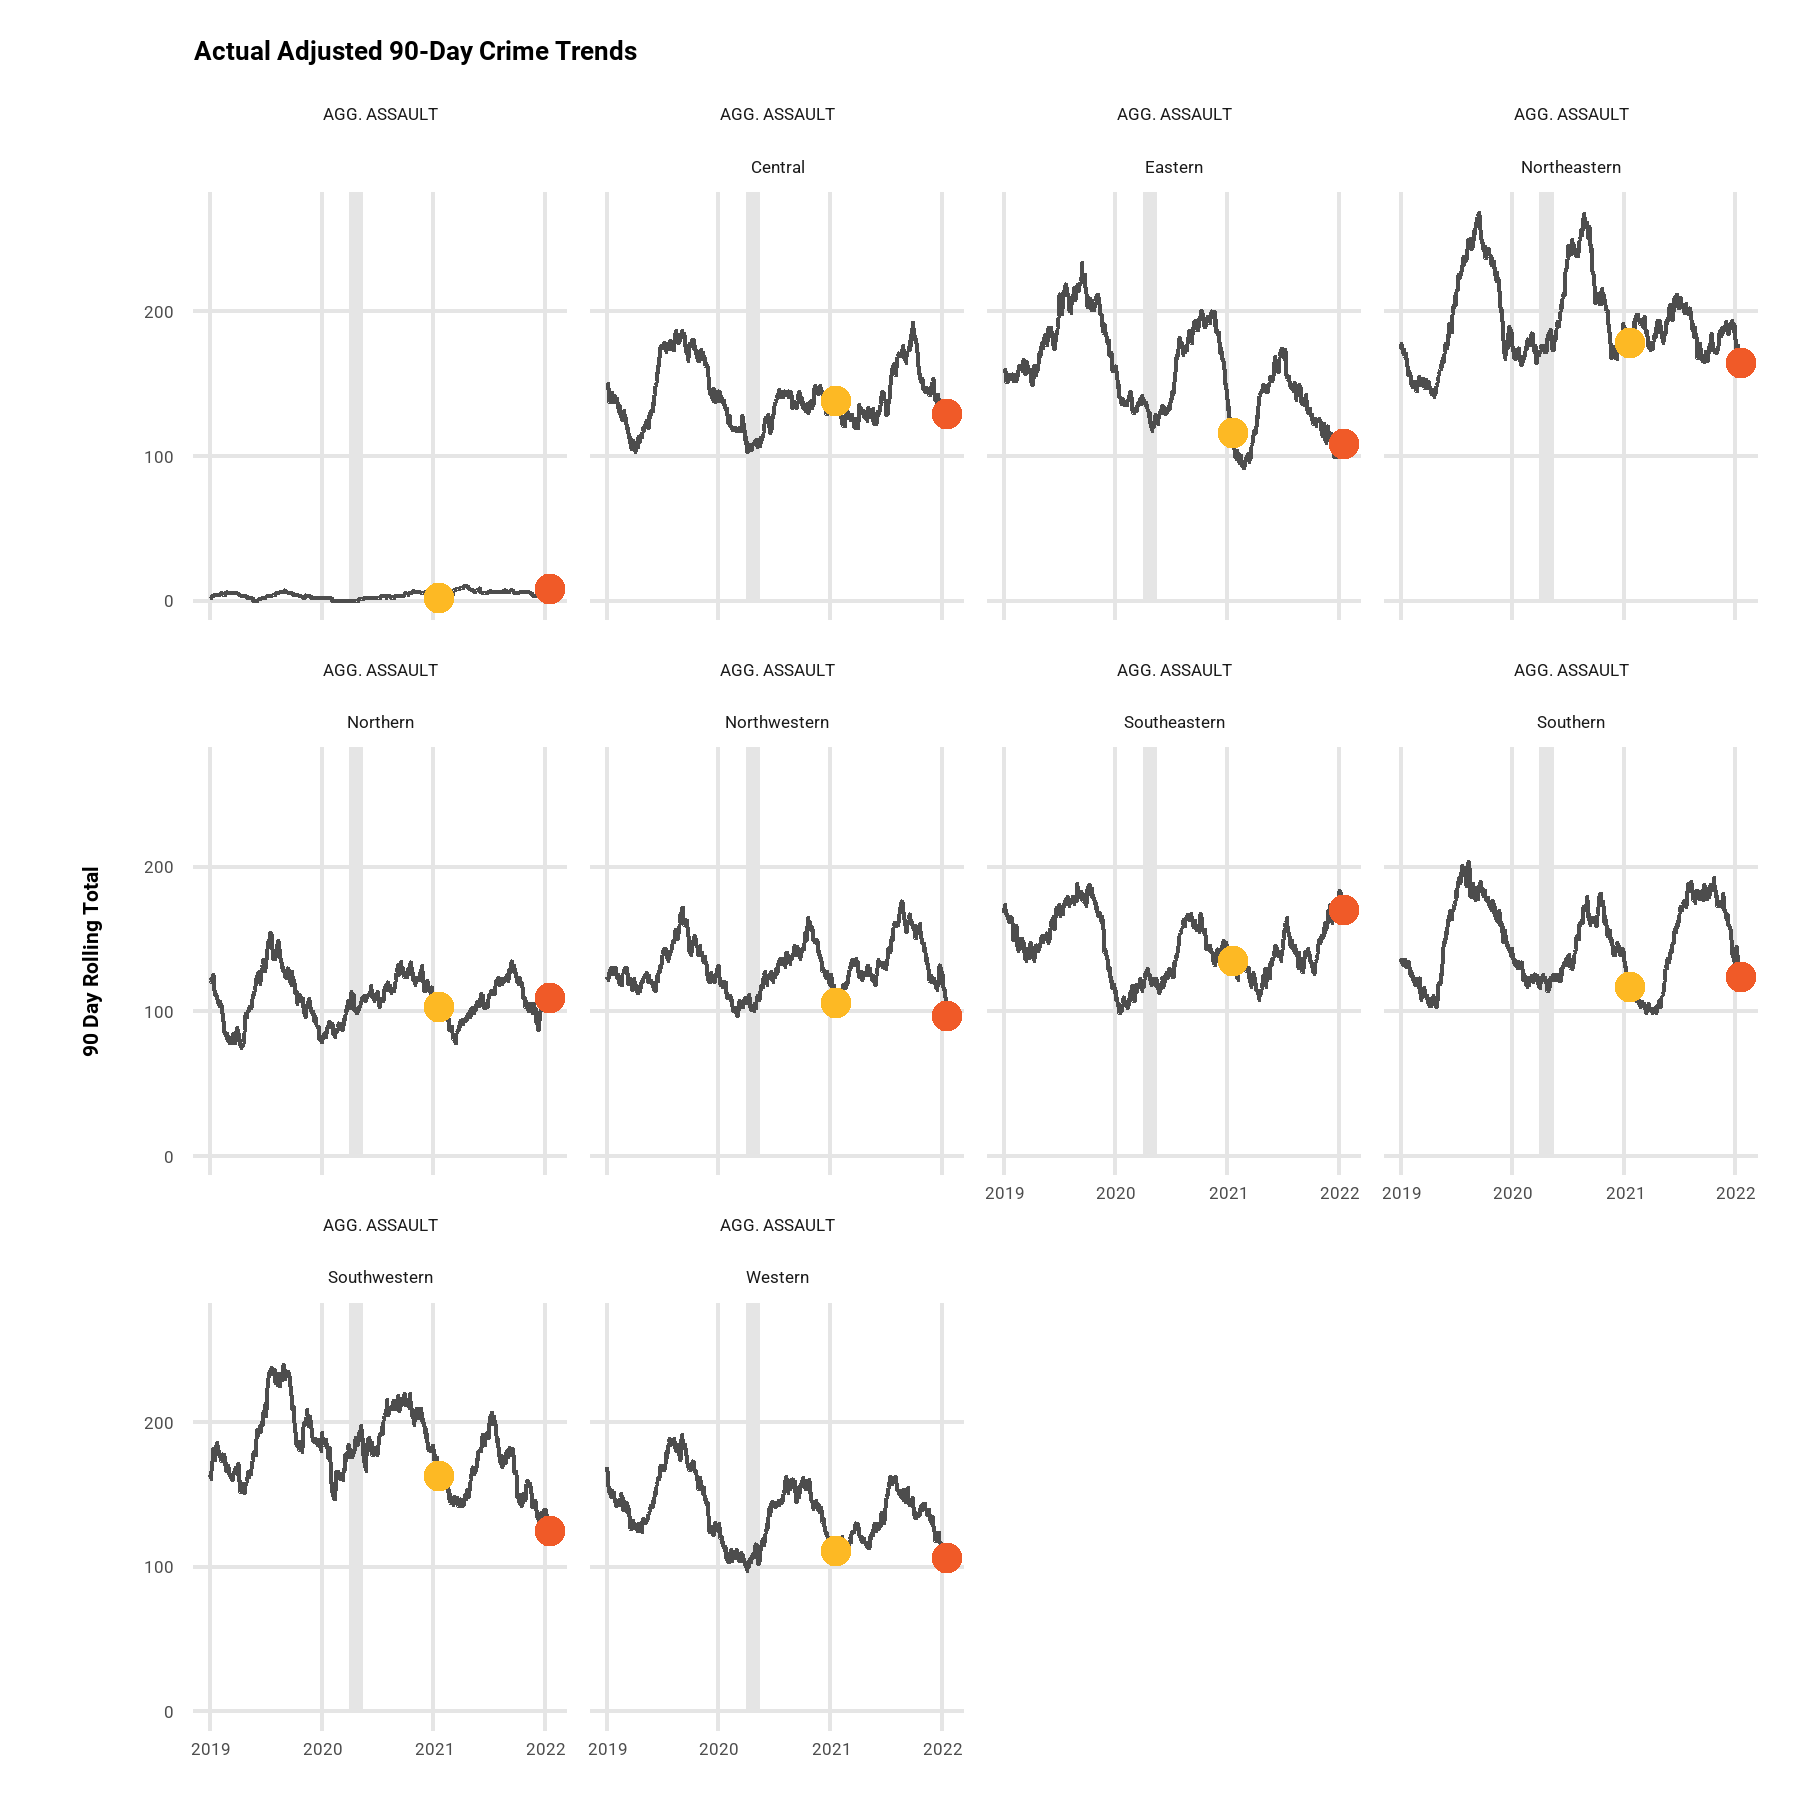 Actual Adjusted 90-Day Crime Trends
AGG. ASSAULT
AGG. ASSAULT
AGG. ASSAULT
AGG. ASSAULT
Central
Eastern
Northeastern
200
100
0
AGG. ASSAULT
AGG. ASSAULT
AGG. ASSAULT
AGG. ASSAULT
Northern
Northwestern
Southeastern
Southern
90 Day Rolling Total
200
100
0
2019 2020 2021 2022
2019 2020 2021 2022
AGG. ASSAULT
AGG. ASSAULT
Southwestern
Western
200
100
0
2019 2020 2021 2022
2019 2020 2021 2022